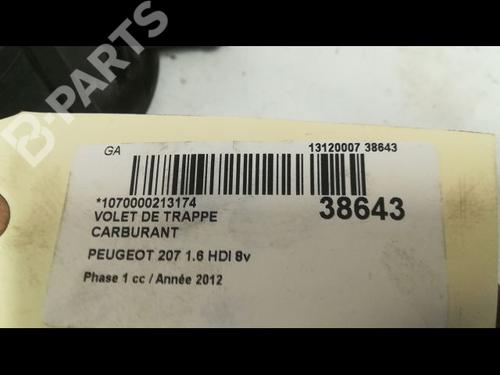 B-PARTS
GA 13120007 38643
*1070000213174 38643
VOLET DE TRAPPE
CARBURANT
PEUGEOT 207 1.6 HDI 8v
Phase 1 cc / Année 2012